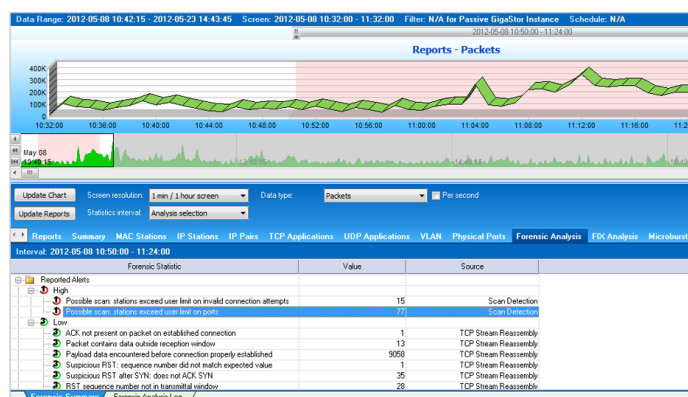 Data Range: 2012-05-08 10:42:15 - 2012-05-23 14:43:45 Screen: 2012-05-08 10:32:00 - 11:32:00 Filter: N/A for Passive GigaStor Instance Schedule: N/A
2012-05-08 10:50:00 - 11:24:00
Reports - Packets
400K
300K
200K
100K
0
10:32:00 10:36:00 10:40:00 10:44:00 10:48:00 10:52:00 10:56:00 11:00:00 11:04:00 11:08:00 11:12:00 11:16:00 11:2
May 08
10:40:15
Update Chart Screen resolution: 1 min / 1 hour screen Data type: Packets Per second
Update Reports Statistics interval: Analysis selection
Reports Summary MAC Stations IP Stations IP Pairs TCP Applications UDP Applications VLAN Physical Ports Forensic Analysis FIX Analysis Microburst
Interval: 2012-05-08 10:50:00 - 11:24:00
Forensic Statistic Value Source
Reported Alerts
High
Possible scan: stations exceed user limit on invalid connection attempts 15 Scan Detection
Possible scan: stations exceed user limit on ports 77 Scan Detection
Low
ACK not present on packet on established connection 1 TCP Stream Reassembly
Packet contains data outside reception window 13 TCP Stream Reassembly
Payload data encountered before connection properly established 9058 TCP Stream Reassembly
Suspicious RST: sequence number did not match expected value 1 TCP Stream Reassembly
Suspicious RST after SYN: does not ACK SYN 35 TCP Stream Reassembly
RST sequence number not in transmittal window 28 TCP Stream Reassembly
Forensic Summary Forensic Analysis Log